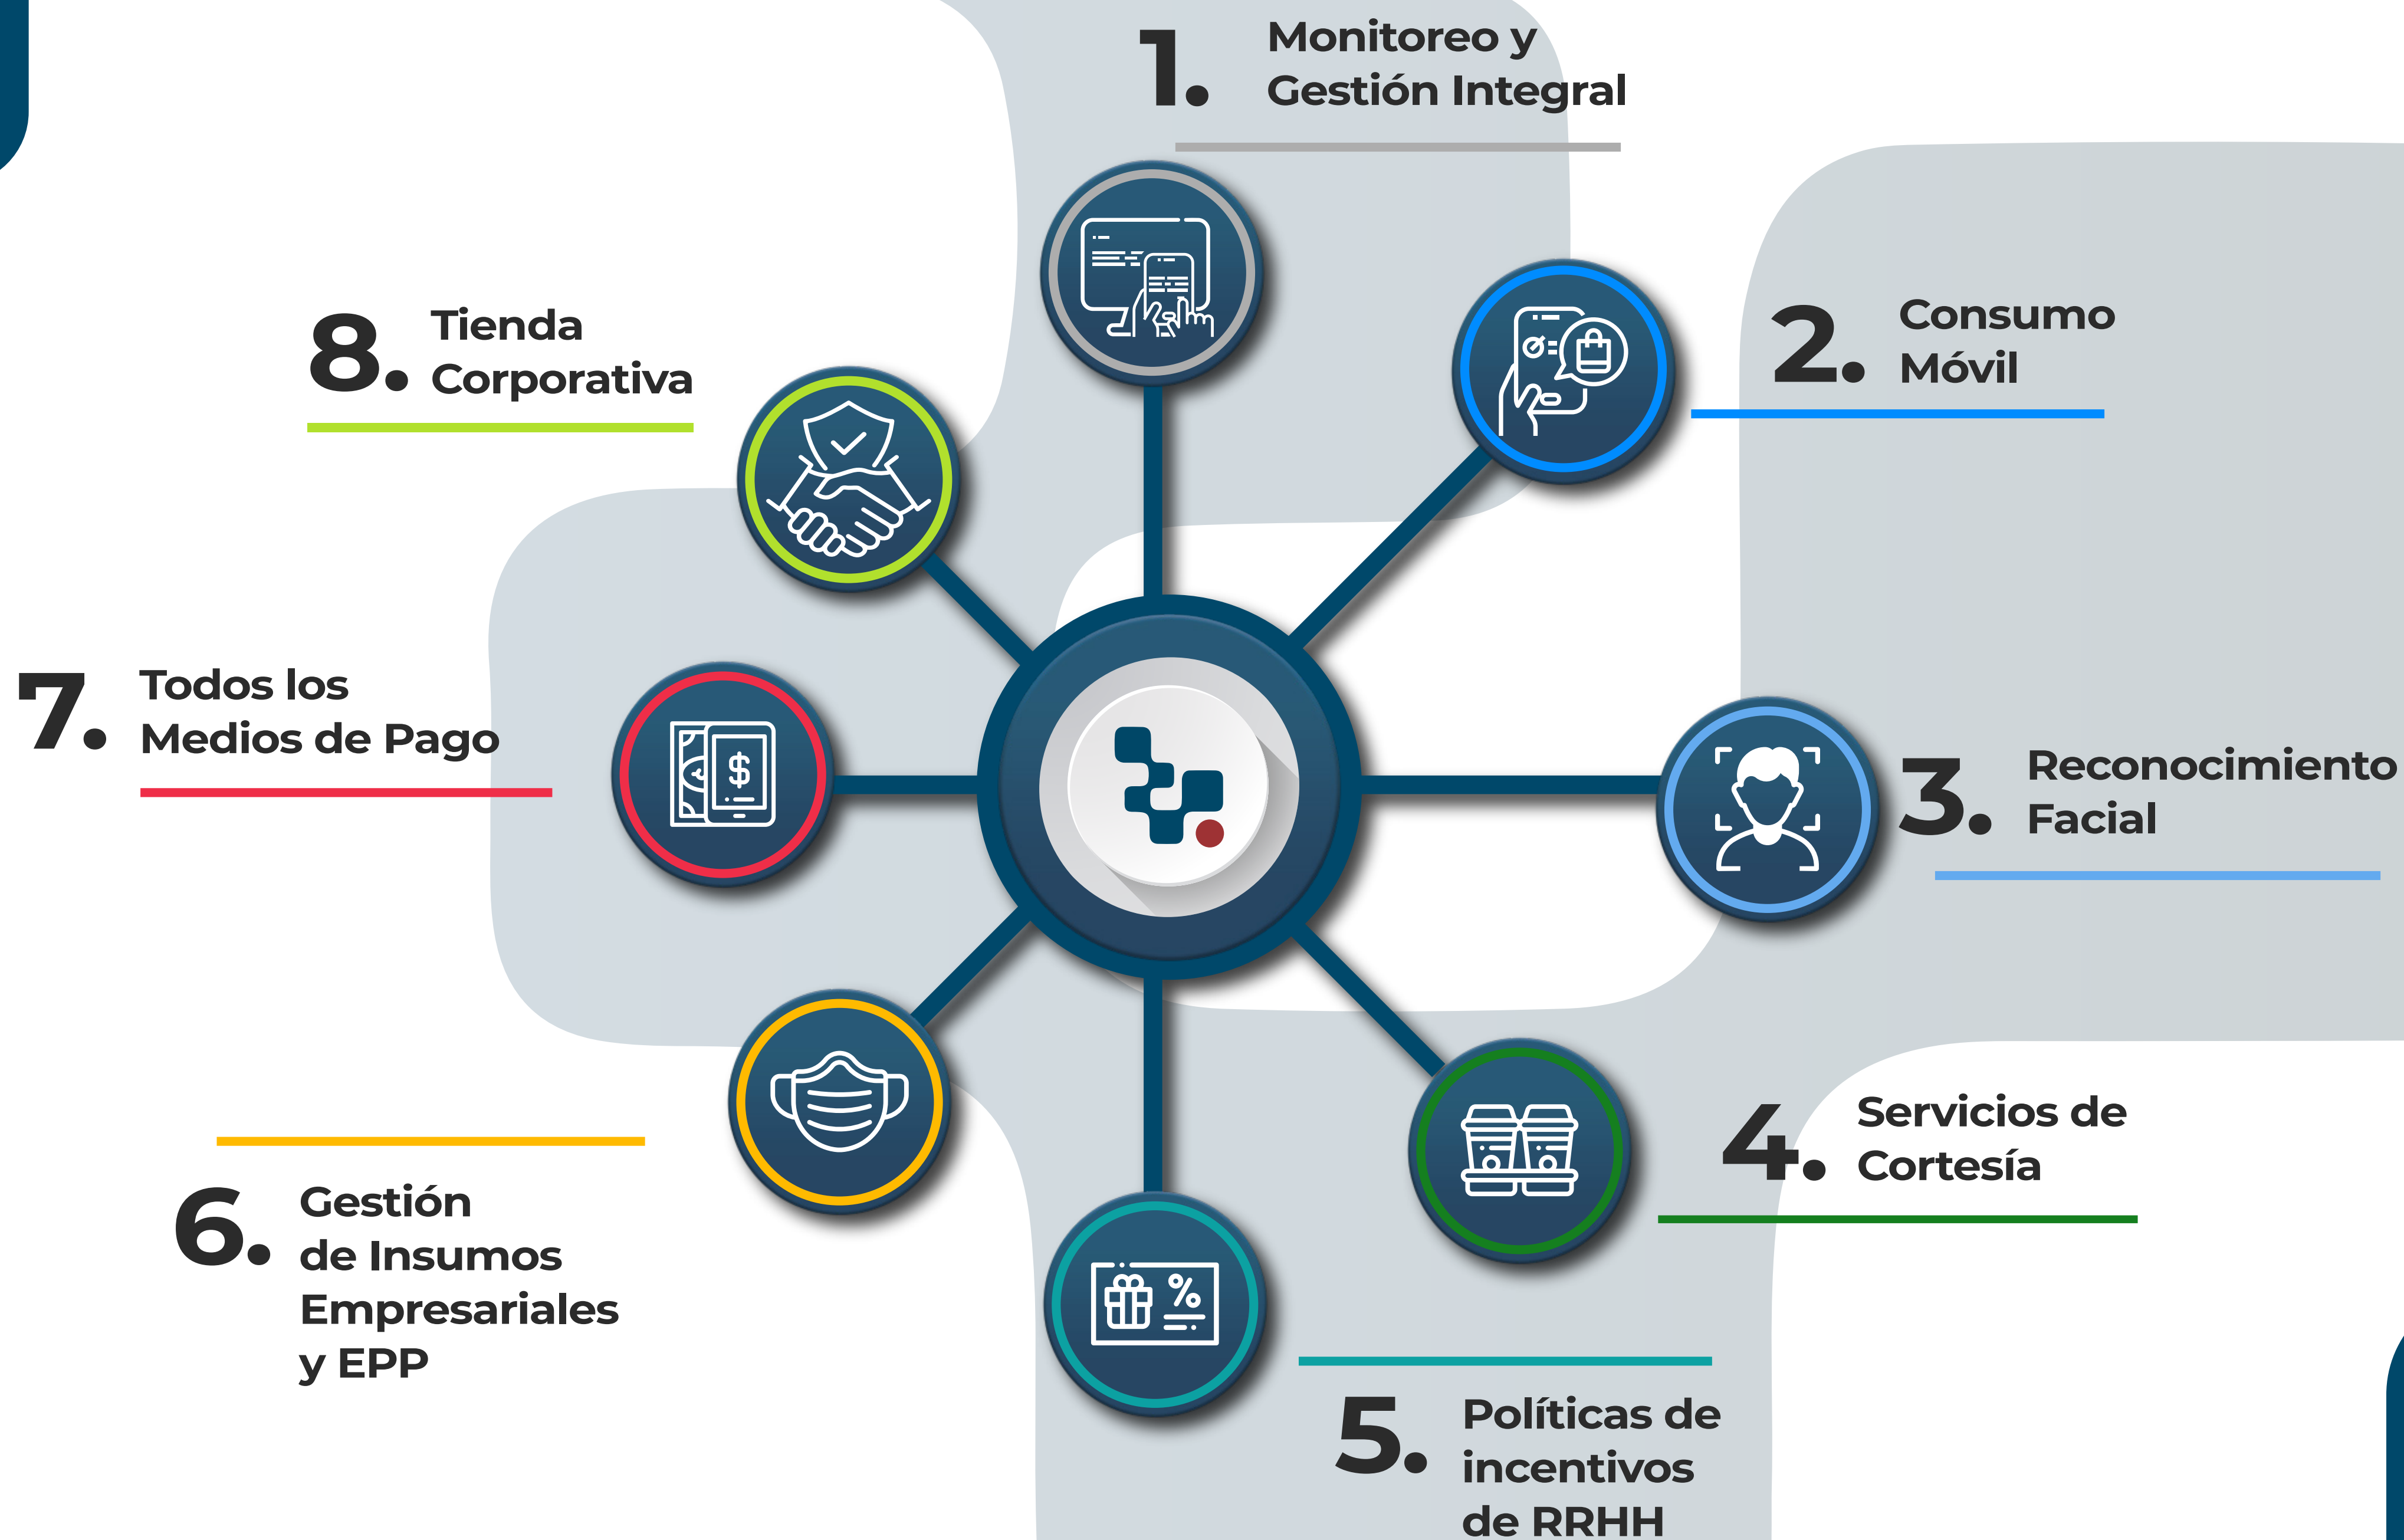 1.
Monitoreo y
Gestión Integral
2.
Consumo
Móvil
3.
Reconocimiento
Facial
4.
Servicios de
Cortesía
5.
Políticas de
incentivos
de RRHH
6.
Gestión
de Insumos
Empresariales
y EPP
7.
Todos los
Medios de Pago
8.
Tienda
Corporativa
$
%